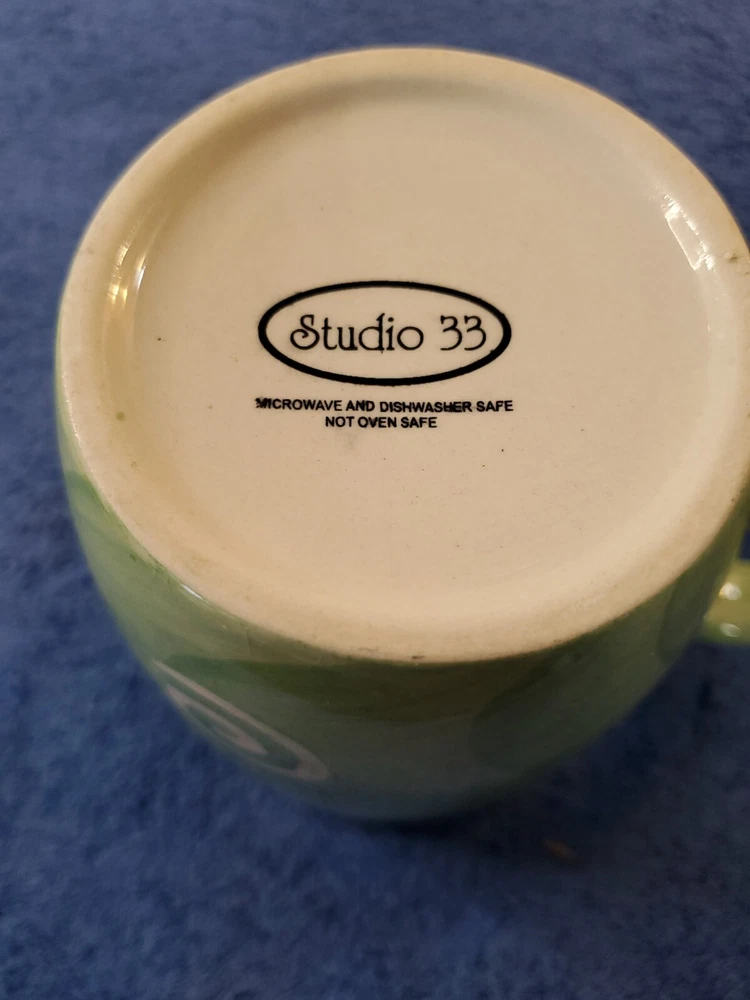 Studio 33
MICROWAVE AND DISHWASHER SAFE
NOT OVEN SAFE